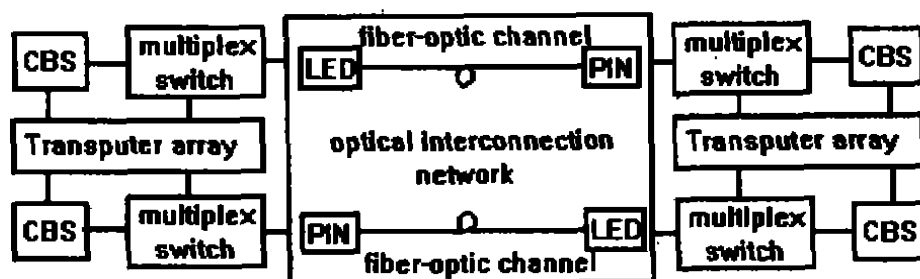 fiber-optic channel
CBS
multiplex
switch
LED
PIN
multiplex
switch
CBS
Transputer array
optical interconnection
network
Transputer array
CBS
multiplex
switch
PIN
LED
multiplex
switch
CBS
fiber-optic channel